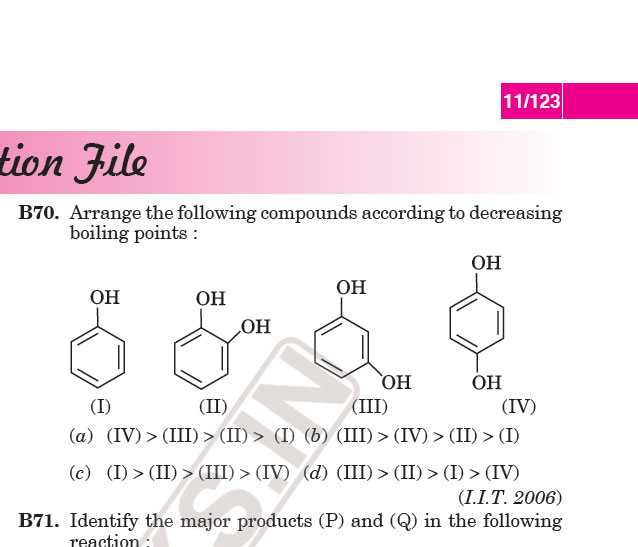 11/123
tion File
B70. Arrange the following compounds according to decreasing
boiling points :
OH OH OH OH
OH OH OH
(I) (II) (III) (IV)
(a) (IV) > (III) > (II) > (I) (b) (III) > (IV) > (II) > (I)
(c) (I) > (II) > (III) > (IV) (d) (III) > (II) > (I) > (IV)
(I.I.T. 2006)
B71. Identify the major products (P) and (Q) in the following
reaction :
KS.IN